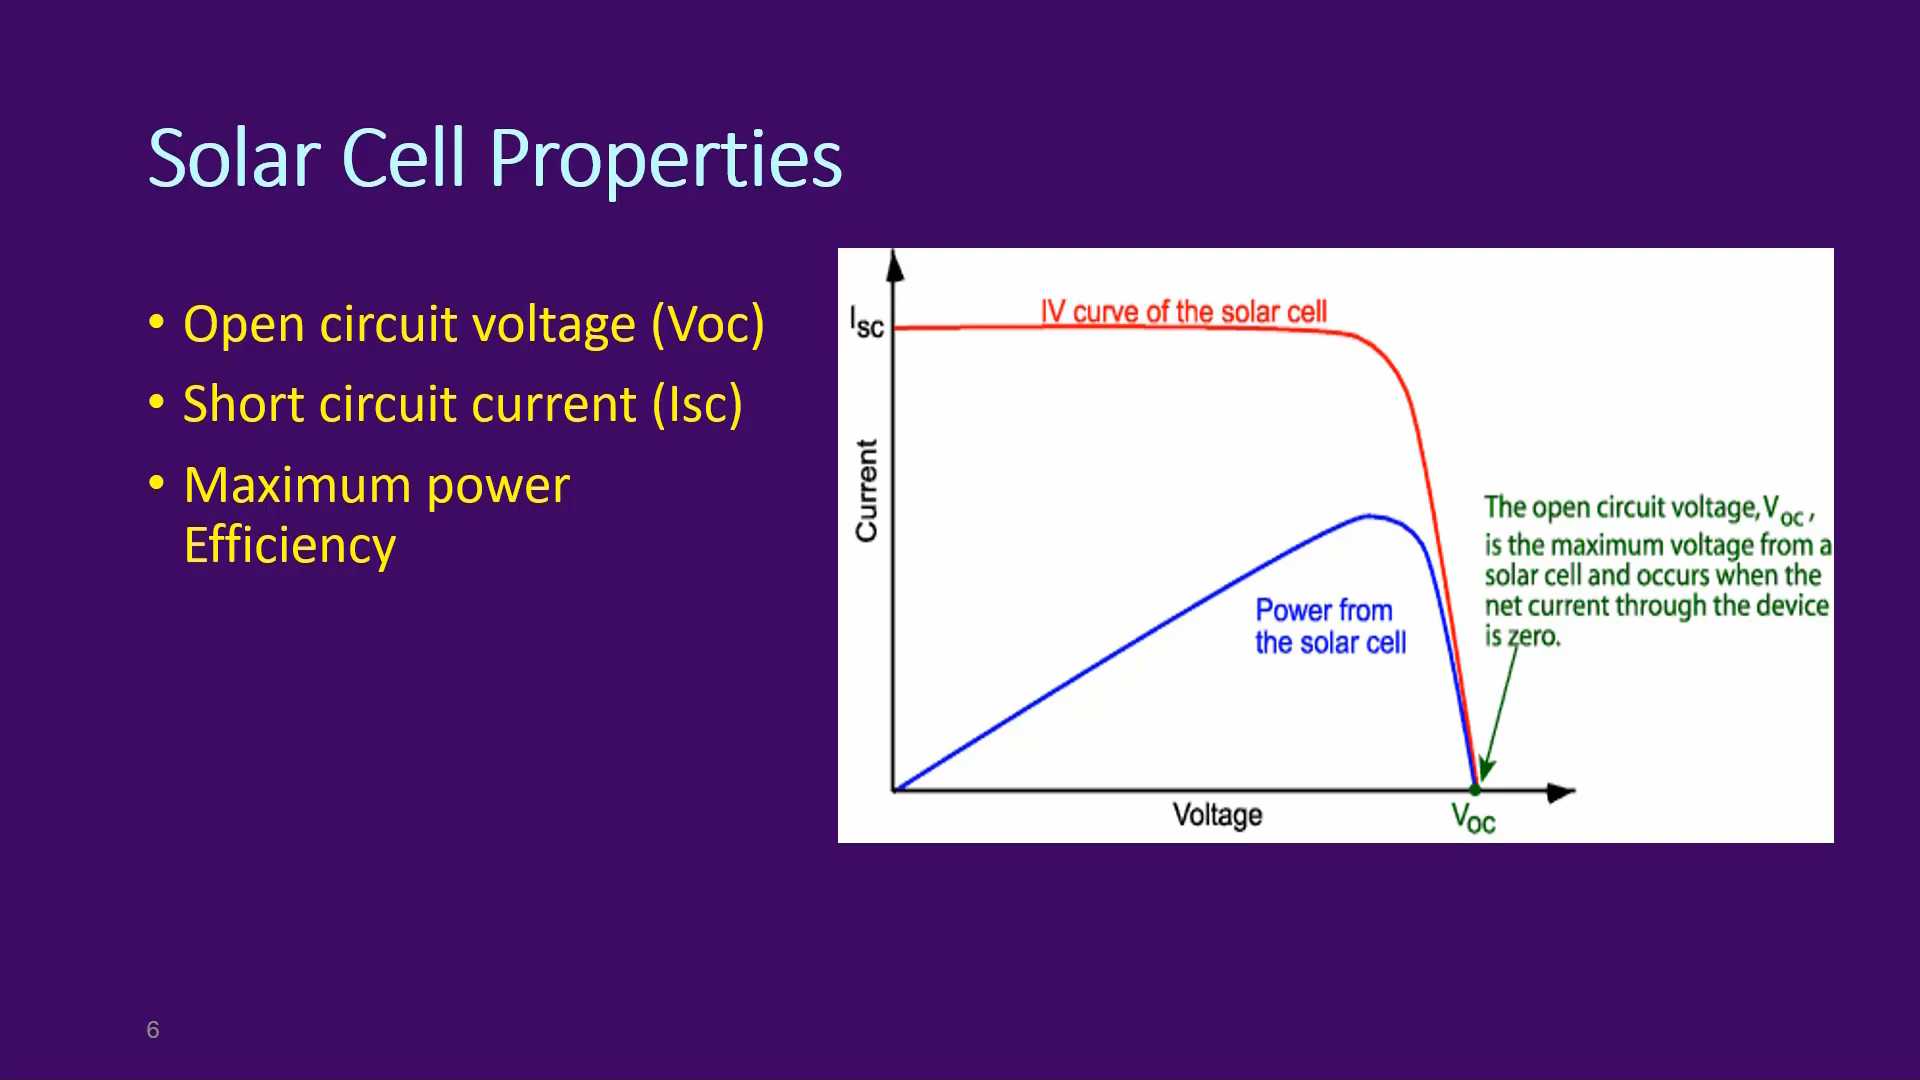 Solar Cell Properties
• Open circuit voltage (Voc)
• Short circuit current (Isc)
• Maximum power
Efficiency
ISC
IV curve of the solar cell
Current
The open circuit voltage, VOC,
is the maximum voltage from a
solar cell and occurs when the
net current through the device
is zero.
Power from
the solar cell
Voltage
VOC
6